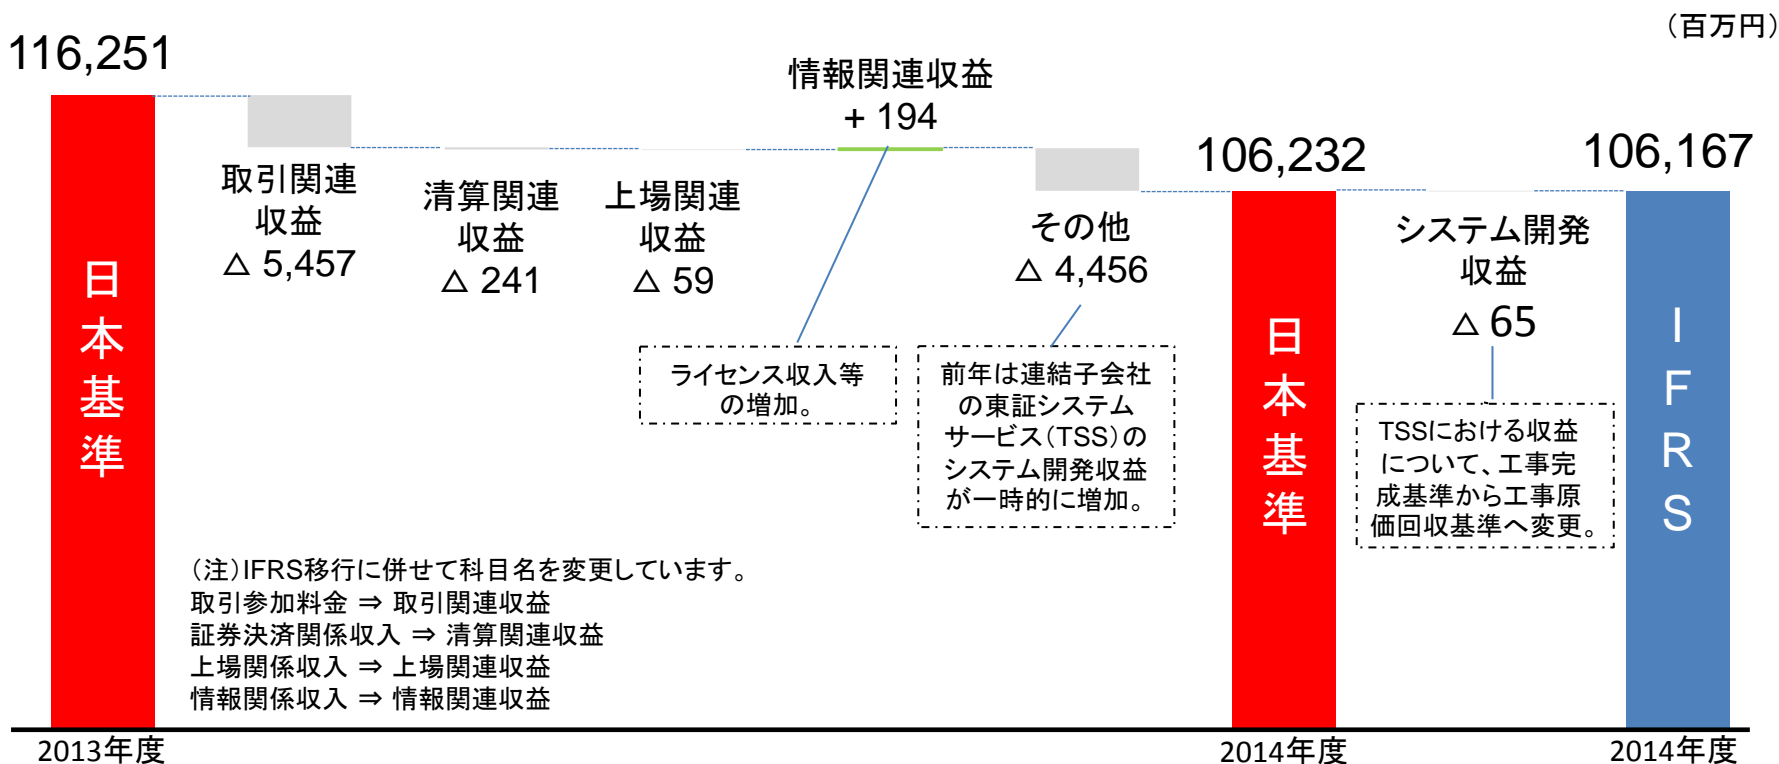 （百万円）
116,251
日本基準
取引関連
収益
△ 5,457
清算関連
収益
△ 241
上場関連
収益
△ 59
情報関連収益
+ 194
ライセンス収入等
の増加。
その他
△ 4,456
前年は連結子会社
の東証システム
サービス（TSS）の
システム開発収益
が一時的に増加。
106,232
日本基準
システム開発
収益
△ 65
TSSにおける収益
について、工事完
成基準から工事原
価回収基準へ変更。
106,167
IFRS
（注）IFRS移行に併せて科目名を変更しています。
取引参加料金 ⇒ 取引関連収益
証券決済関係収入 ⇒ 清算関連収益
上場関係収入 ⇒ 上場関連収益
情報関係収入 ⇒ 情報関連収益
2013年度
2014年度
2014年度